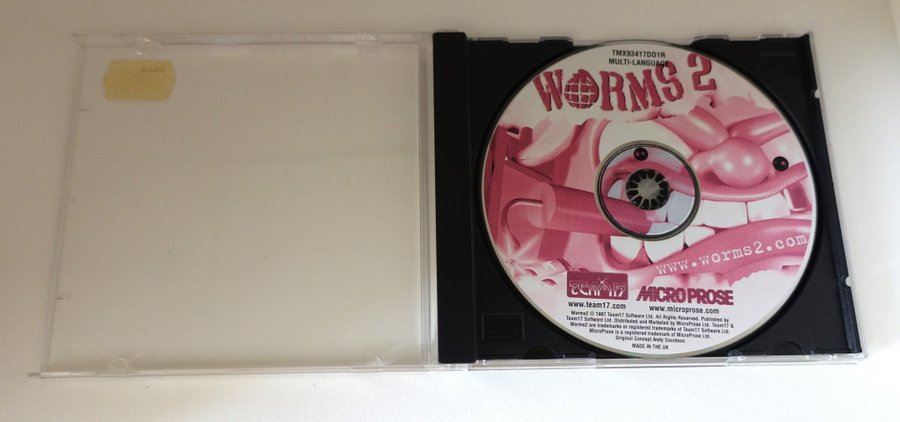 TMX93417D01R
MULTI-LANGUAGE
WORMS 2
www.worms2.com
TEAM17
MICROPROSE
www.team17.com
www.microprose.com
Worms2 © 1997 Team17 Software Ltd. All Rights Reserved. Published by
Team17 Software Ltd. Distributed and Marketed by MicroProse Ltd. Team17 &
Worms2 are trademarks or registered trademarks of Team17 Software Ltd.
MicroProse is a registered trademark of MicroProse Ltd.
Original Concept Andy Davidson
MADE IN THE UK